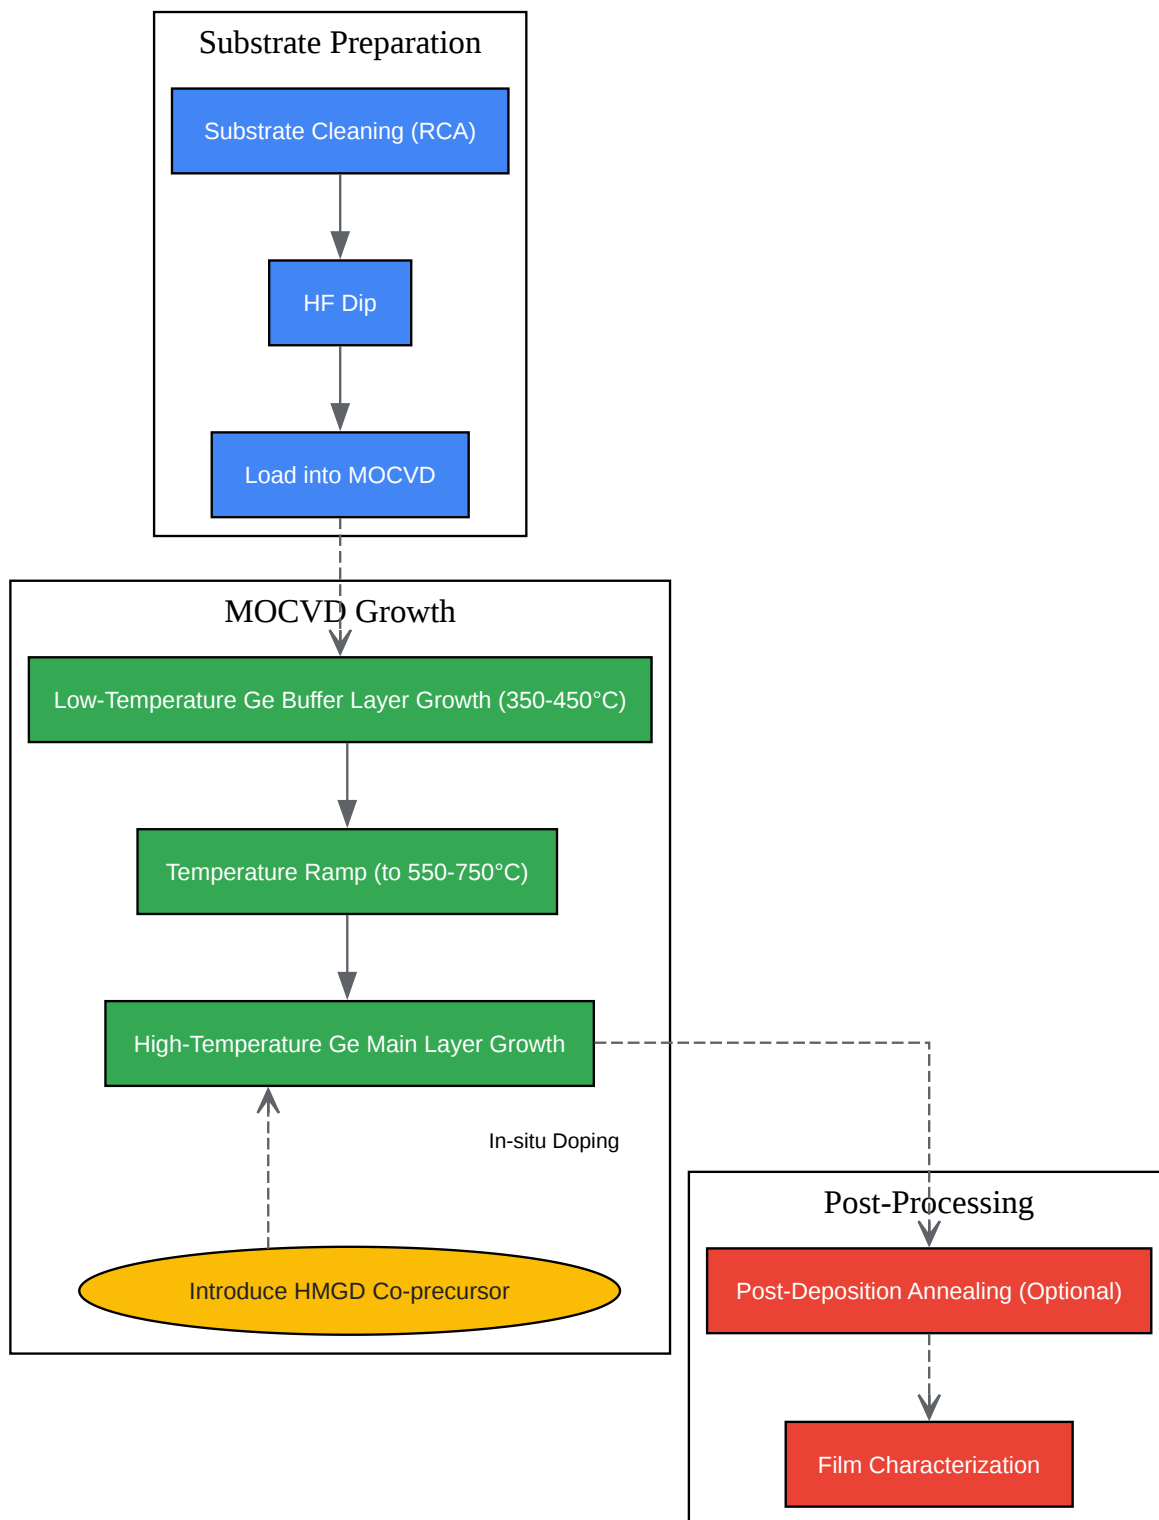 Substrate Preparation
Substrate Cleaning (RCA)
HF Dip
Load into MOCVD
MOCVD Growth
Low-Temperature Ge Buffer Layer Growth (350-450°C)
Temperature Ramp (to 550-750°C)
High-Temperature Ge Main Layer Growth
In-situ Doping
Introduce HMGD Co-precursor
Post-Processing
Post-Deposition Annealing (Optional)
Film Characterization